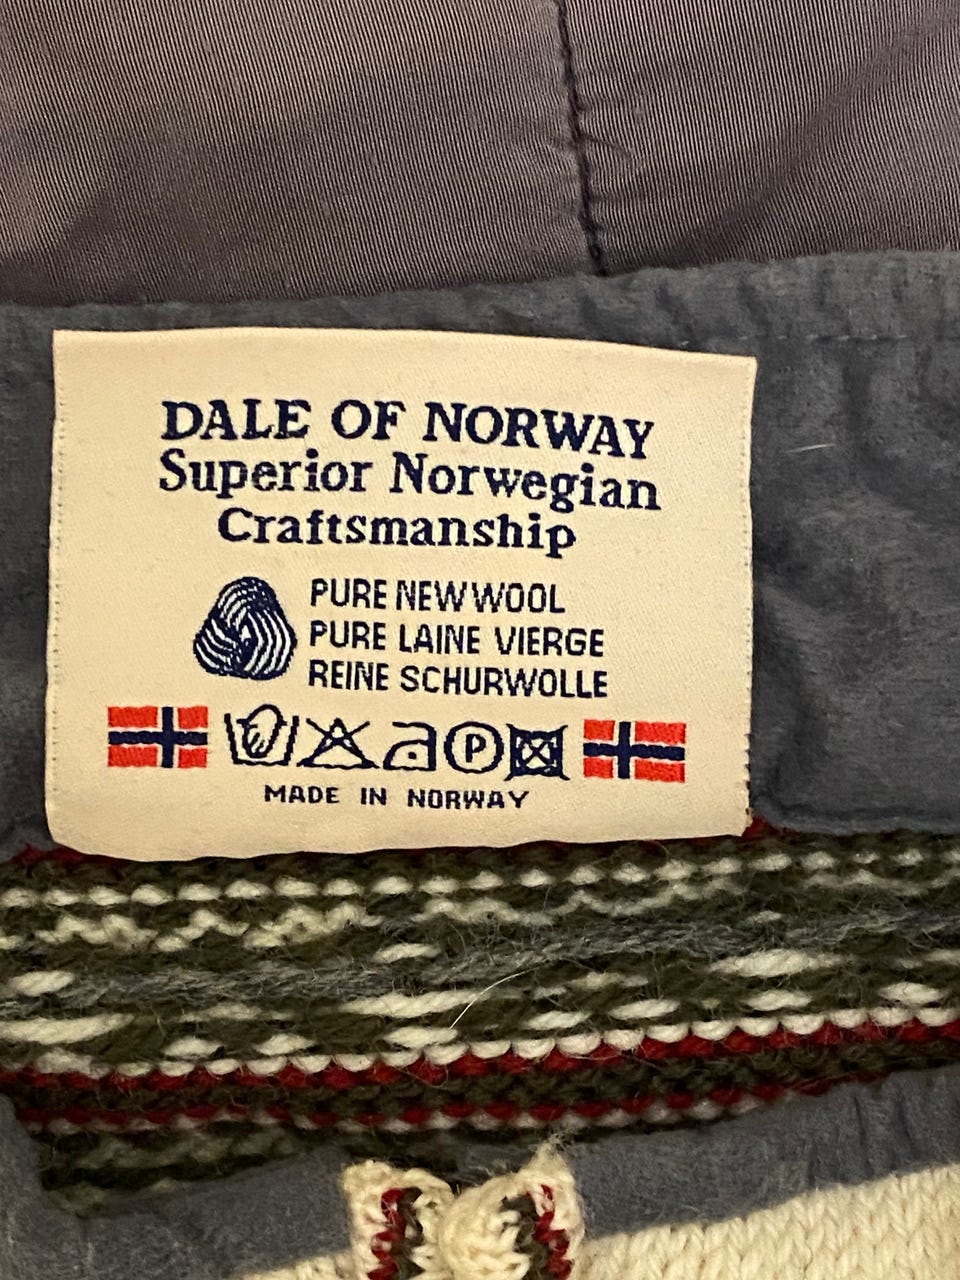 DALE OF NORWAY
Superior Norwegian
Craftsmanship
PURE NEW WOOL
PURE LAINE VIERGE
REINE SCHURWOLLE
P
MADE IN NORWAY